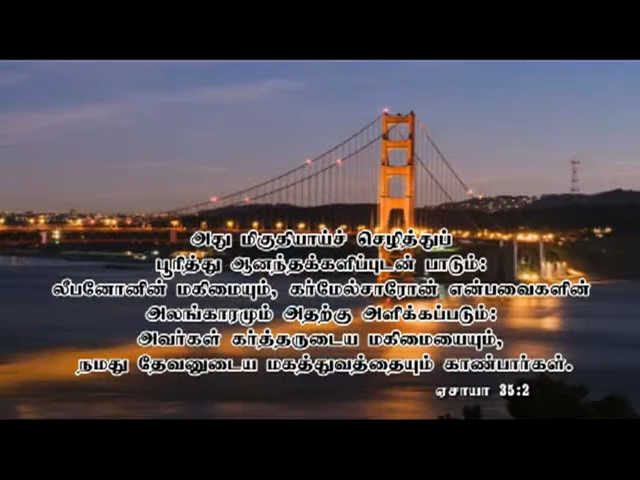 அது மிகுதியாய்ச் செழித்துப்
பூரித்து ஆனந்தக்களிப்புடன் பாடும்:
லீபனோனின் மகிமையும், கர்மேல்சாரோன் என்பவைகளின்
அலங்காரமும் அதற்கு அளிக்கப்படும்:
அவர்கள் கர்த்தருடைய மகிமையையும்,
நமது தேவனுடைய மகத்துவத்தையும் காண்பார்கள்.
ஏசாயா 35:2